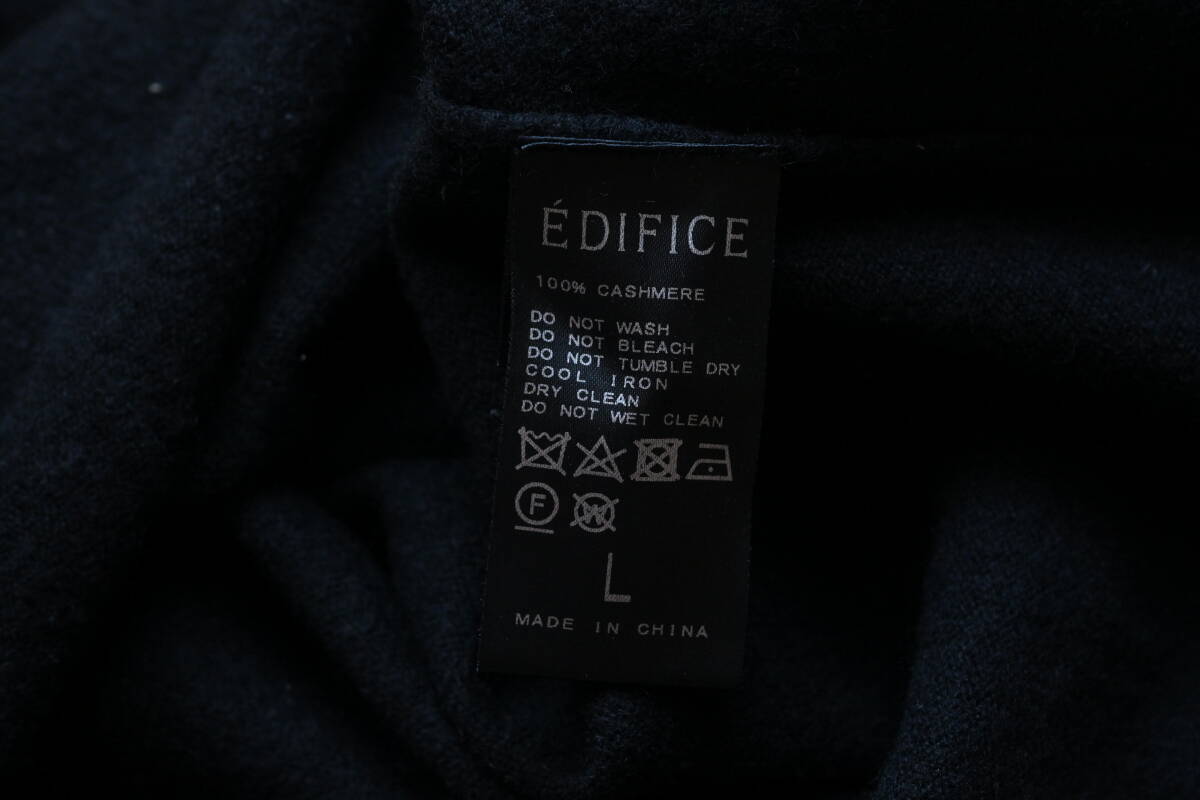 ÉDIFICE
100% CASHMERE
DO NOT WASH
DO NOT BLEACH
DO NOT TUMBLE DRY
COOL IRON
DRY CLEAN
DO NOT WET CLEAN
F W
L
MADE IN CHINA